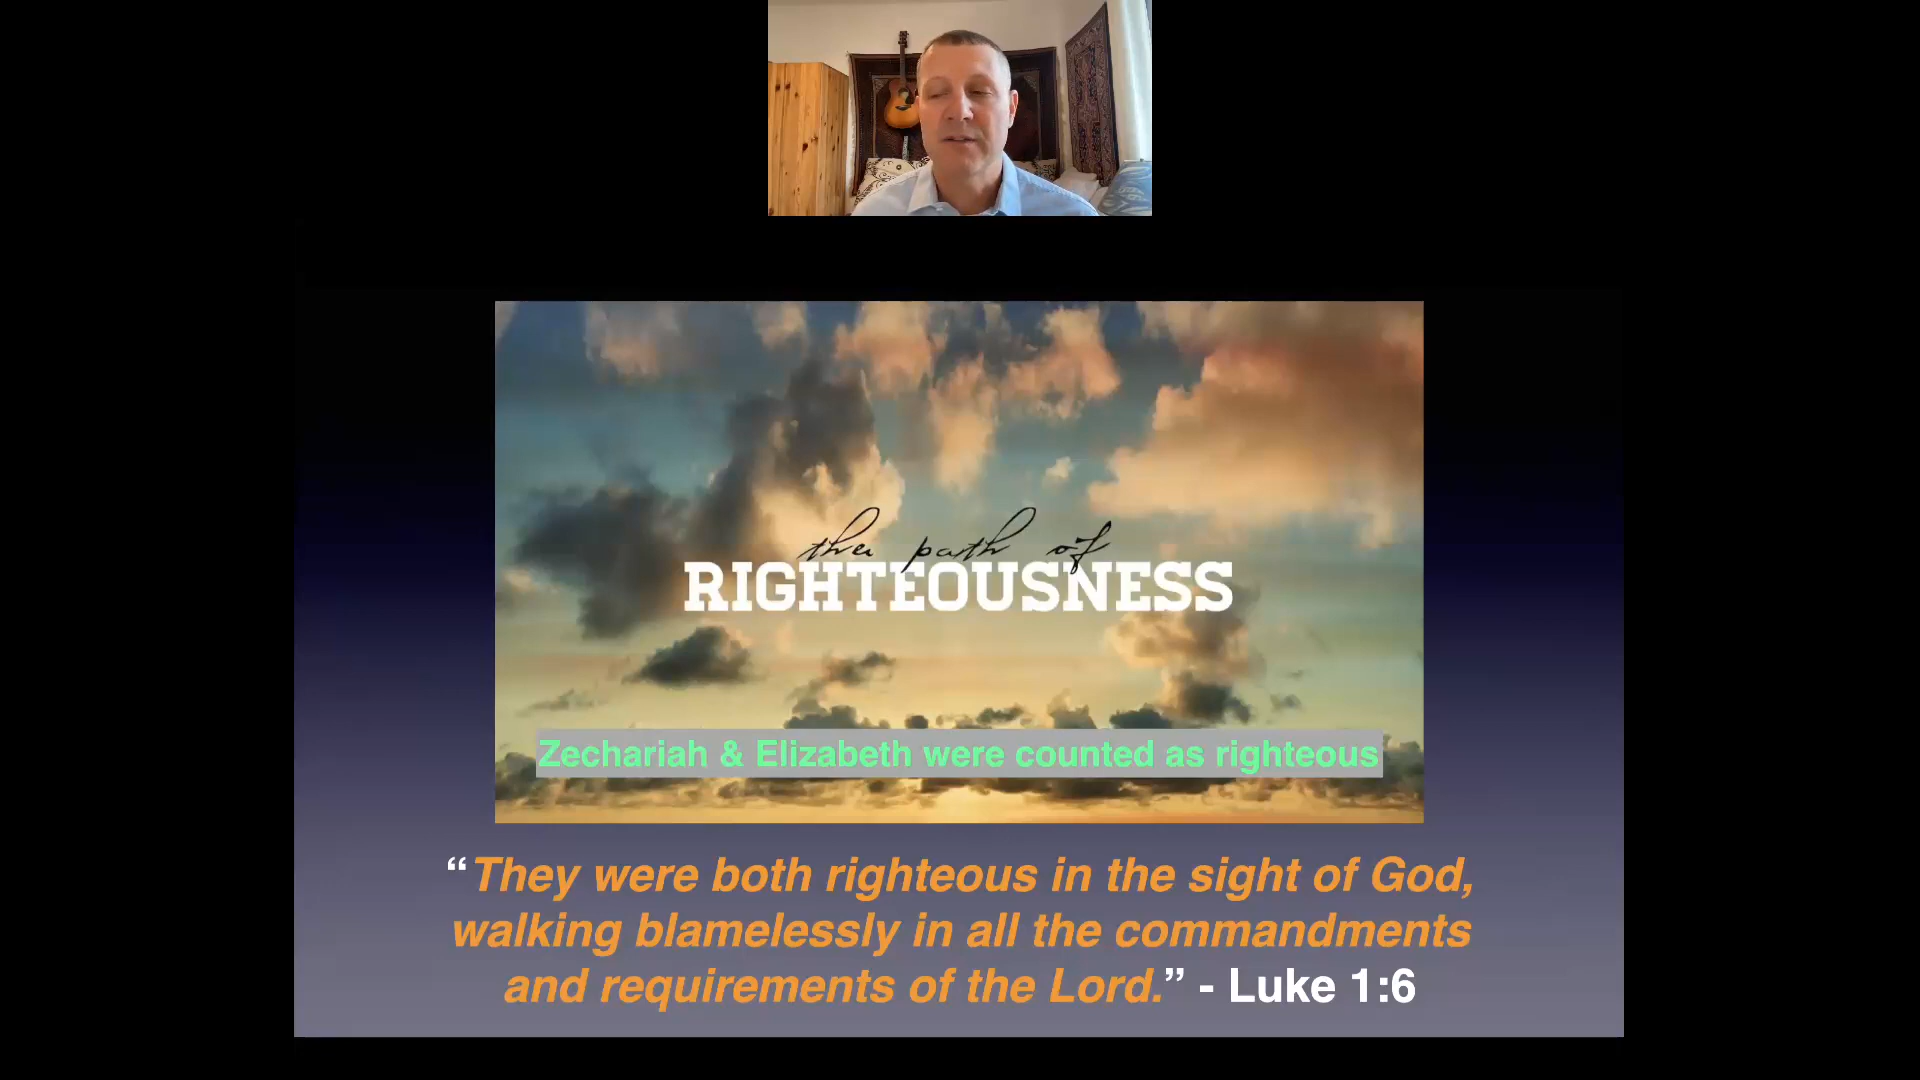 the path of
RIGHTEOUSNESS
Zechariah & Elizabeth were counted as righteous
“They were both righteous in the sight of God,
walking blamelessly in all the commandments
and requirements of the Lord.” - Luke 1:6